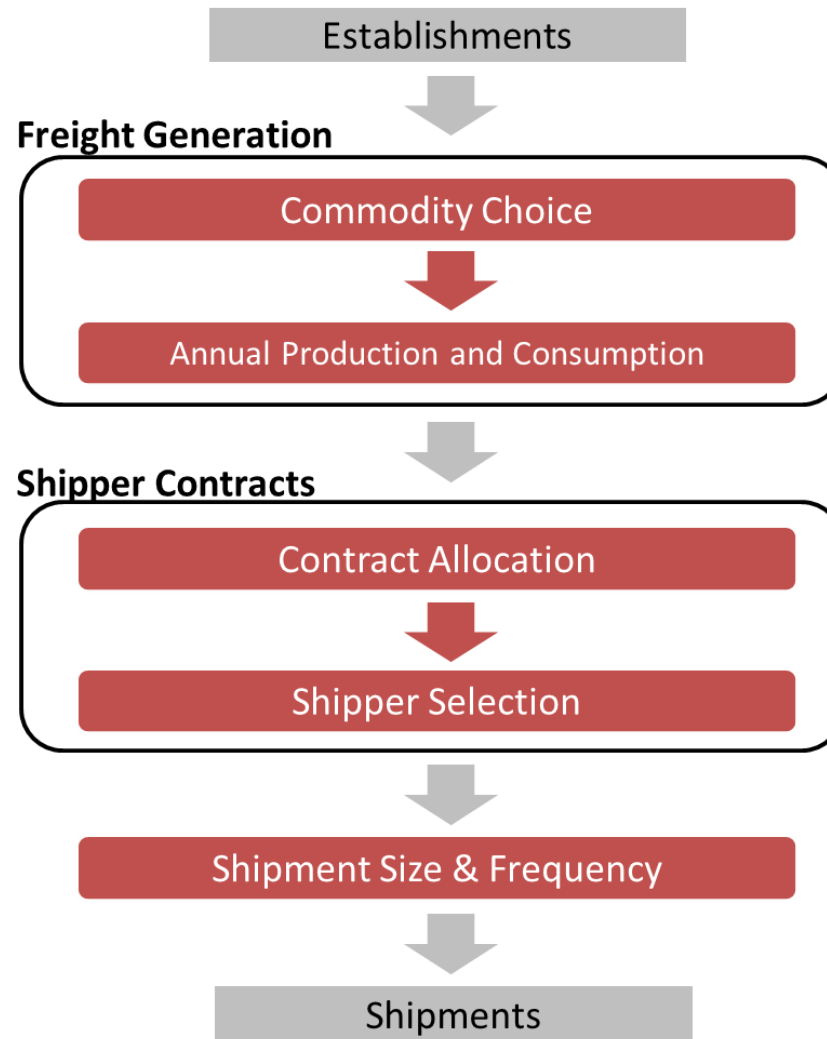 Establishments
Freight Generation
Commodity Choice
Annual Production and Consumption
Shipper Contracts
Contract Allocation
Shipper Selection
Shipment Size & Frequency
Shipments